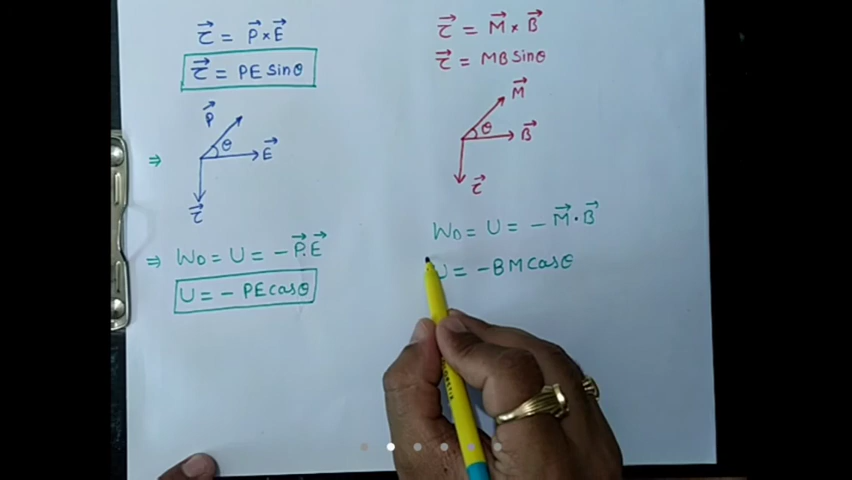 τ⃗ = P⃗ × E⃗
τ⃗ = PE sinθ
P⃗
θ
E⃗
τ⃗
⇒
⇒ W₀ = U = - P⃗.E⃗
U = - PE cosθ
τ⃗ = M⃗ × B⃗
τ⃗ = MB sinθ
M⃗
θ
B⃗
τ⃗
W₀ = U = - M⃗ · B⃗
U = - BM cosθ